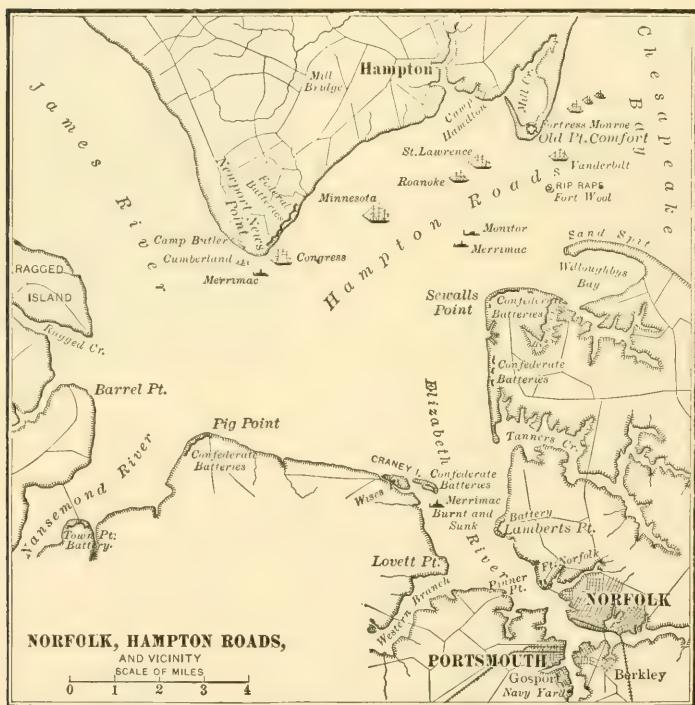 James River
Mill
Bridge
Hampton
Camp
Hamilton
Mill Cr.
Chesapeake
Bay
Fortress Monroe
Old Pt. Comfort
St. Lawrence
Vanderbilt
Roanoke
RIP RAPS
Fort Wool
Hampton Roads
Minnesota
Newport News
Point
Federal
Batteries
Monitor
Merrimac
Camp Butler
Cumberland
Congress
Merrimac
Sand Spit
Willoughbys
Bay
RAGGED
ISLAND
Ragged Cr.
Sewalls
Point
Confederate
Batteries
Confederate
Batteries
Barrel Pt.
Elizabeth
River
Pig Point
Confederate
Batteries
Tanners Cr.
CRANEY I.
Confederate
Batteries
Wises
Merrimac
Burnt and
Sunk
Battery
Lamberts Pt.
Nansemond River
Town Pt.
Battery.
Lovett Pt.
Ft. Norfolk
Western Branch
Pinner
Pt.
NORFOLK
NORFOLK, HAMPTON ROADS,
AND VICINITY
SCALE OF MILES
0 1 2 3 4
PORTSMOUTH
Gosport
Navy Yard
Berkley